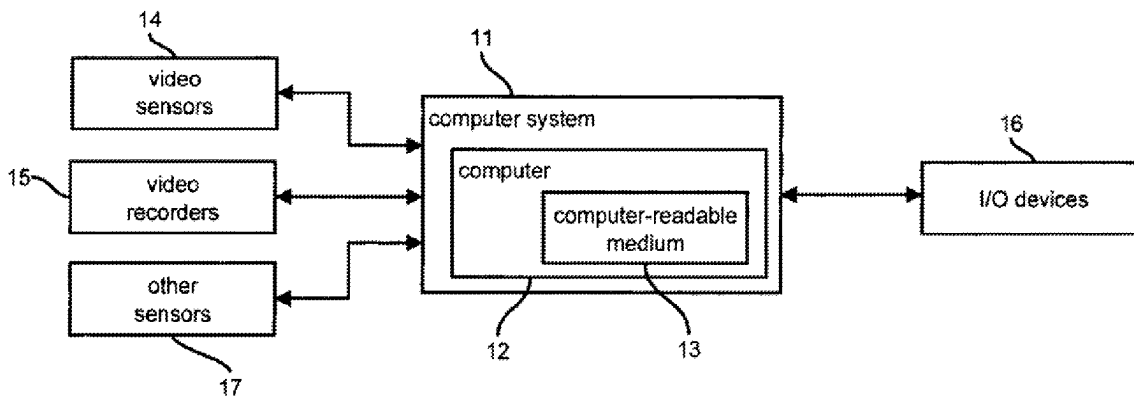 14
video
sensors
15
video
recorders
other
sensors
17
11
computer system
computer
computer-readable
medium
12
13
16
I/O devices